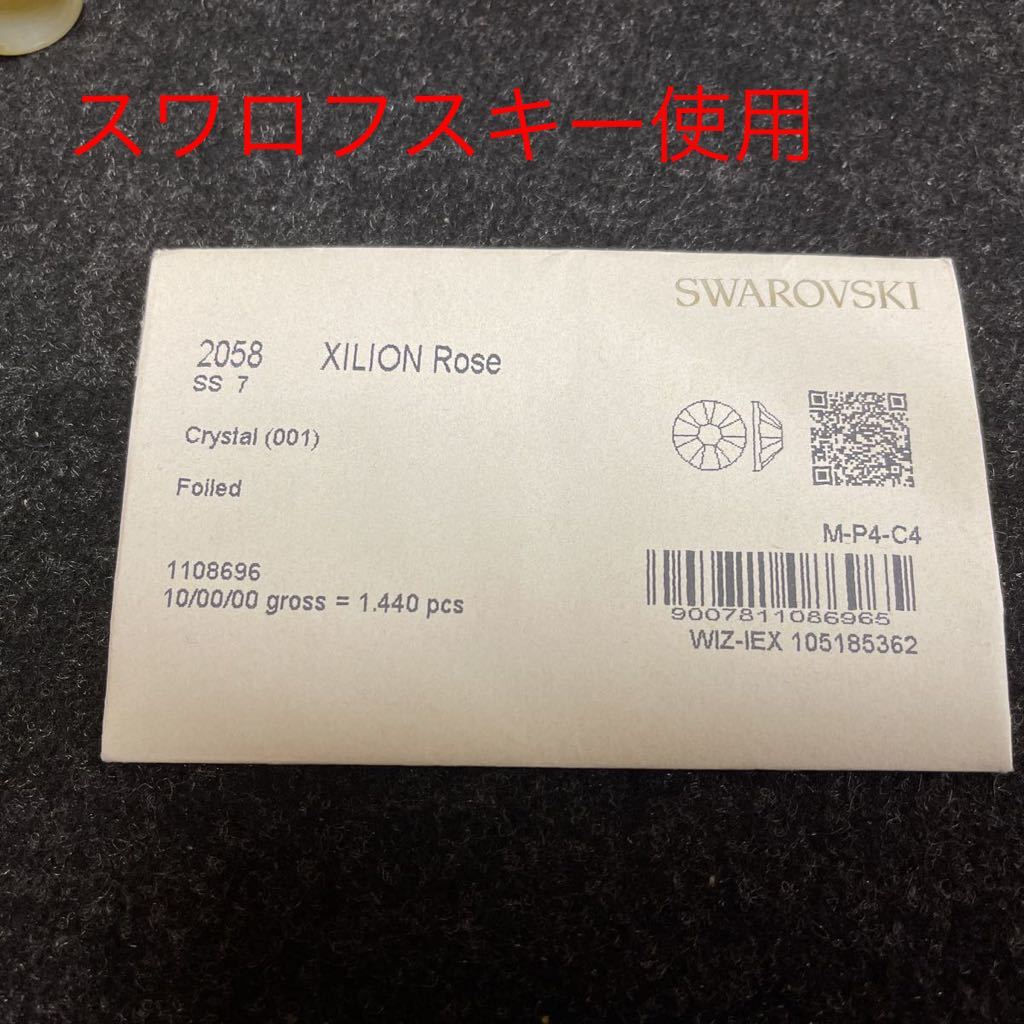 スワロフスキー使用
SWAROVSKI
2058 XILION Rose
SS 7
Crystal (001)
Foiled
M-P4-C4
1108696
10/00/00 gross = 1.440 pcs
9007811086965
WIZ-IEX 105185362